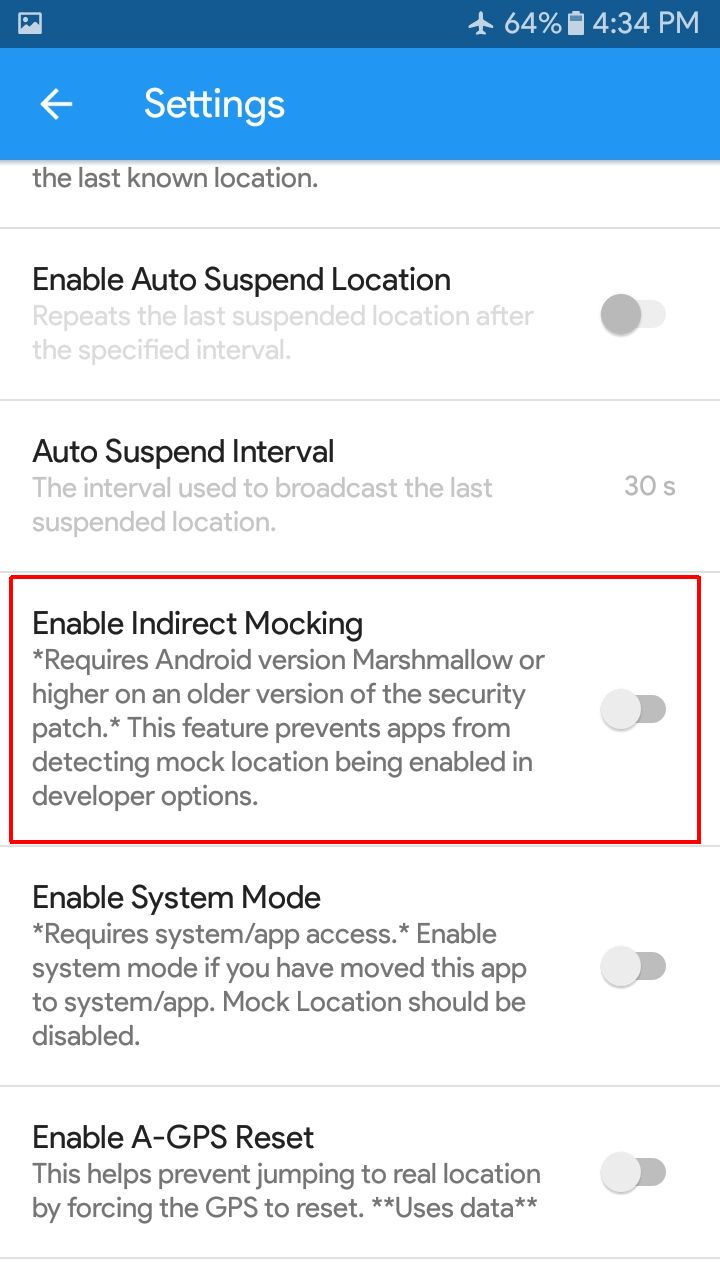 64% 4:34 PM
Settings
the last known location.
Enable Auto Suspend Location
Repeats the last suspended location after
the specified interval.
Auto Suspend Interval
The interval used to broadcast the last
suspended location.
30 s
Enable Indirect Mocking
*Requires Android version Marshmallow or
higher on an older version of the security
patch.* This feature prevents apps from
detecting mock location being enabled in
developer options.
Enable System Mode
*Requires system/app access.* Enable
system mode if you have moved this app
to system/app. Mock Location should be
disabled.
Enable A-GPS Reset
This helps prevent jumping to real location
by forcing the GPS to reset. **Uses data**